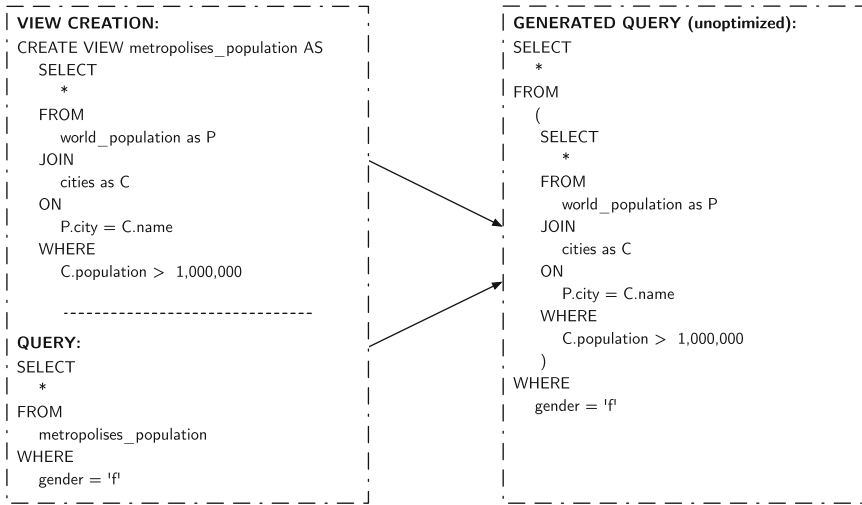 VIEW CREATION:
CREATE VIEW metropolises_population AS
SELECT
*
FROM
world_population as P
JOIN
cities as C
ON
P.city = C.name
WHERE
C.population > 1,000,000
QUERY:
SELECT
*
FROM
metropolises_population
WHERE
gender = 'f'
GENERATED QUERY (unoptimized):
SELECT
*
FROM
(
SELECT
*
FROM
world_population as P
JOIN
cities as C
ON
P.city = C.name
WHERE
C.population > 1,000,000
)
WHERE
gender = 'f'